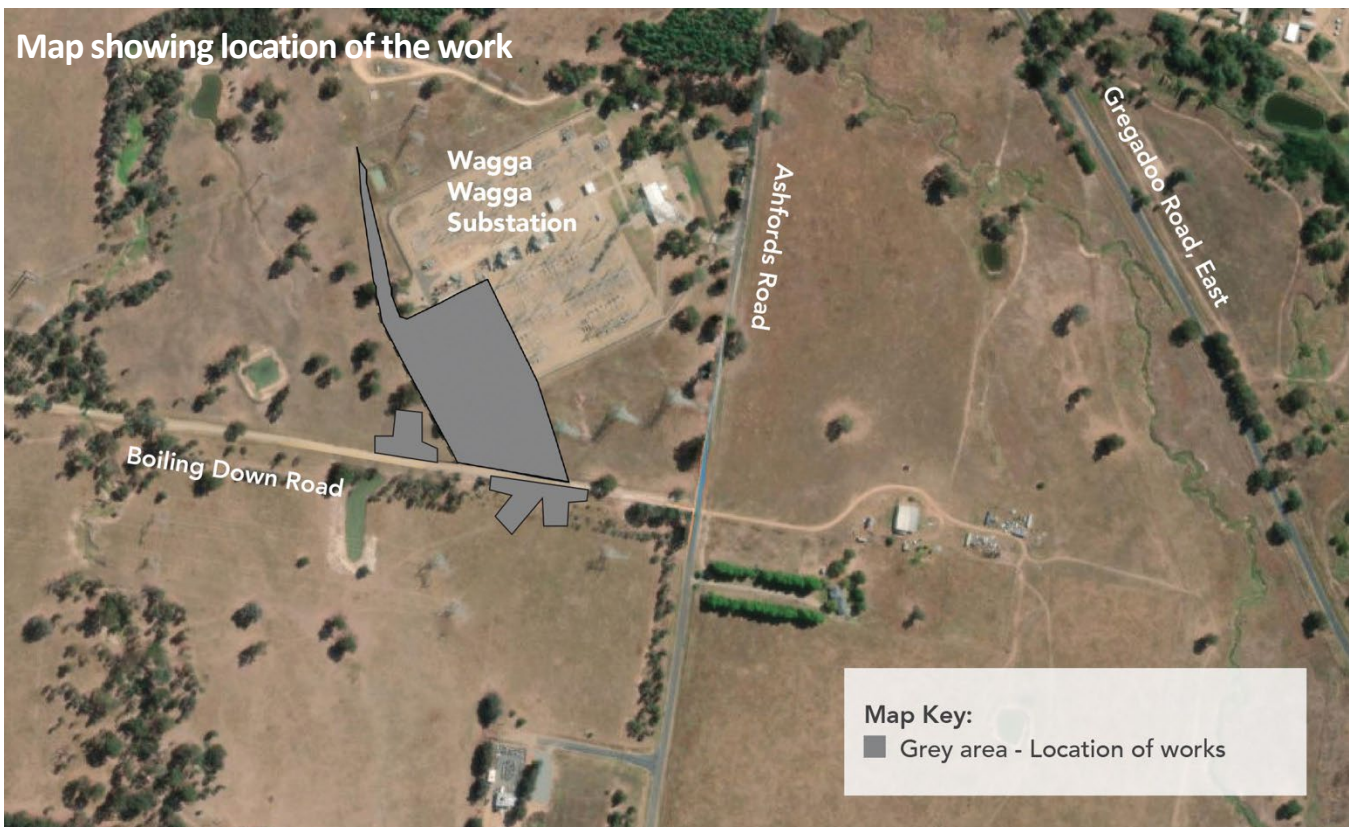 Map showing location of the work
Wagga
Wagga
Substation
Ashfords Road
Gregadoo Road, East
Boiling Down Road
Map Key:
Grey area - Location of works